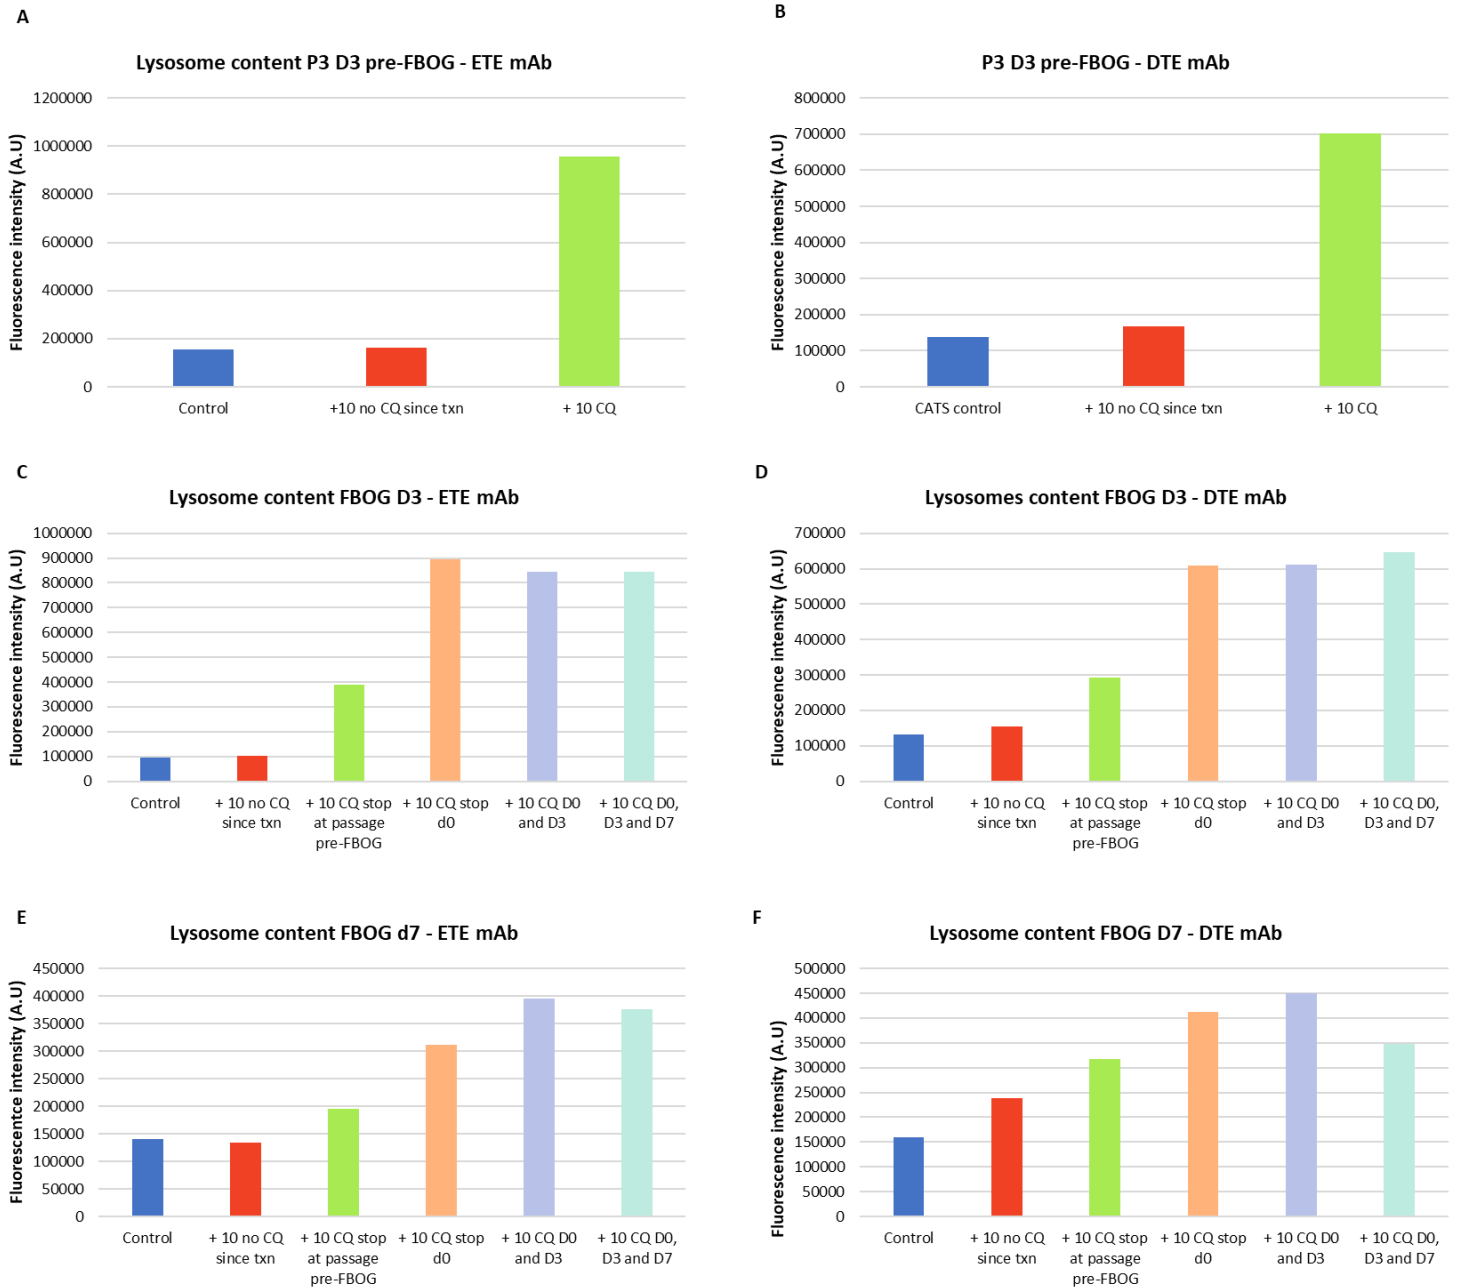 A
Lysosome content P3 D3 pre-FBOG - ETE mAb
Fluorescence intensity (A.U)
1200000
1000000
800000
600000
400000
200000
0
Control
+10 no CQ since txn
+ 10 CQ
B
P3 D3 pre-FBOG - DTE mAb
Fluorescence intensity (A.U)
800000
700000
600000
500000
400000
300000
200000
100000
0
CATS control
+ 10 no CQ since txn
+ 10 CQ
C
Lysosome content FBOG D3 - ETE mAb
Fluorescence intensity (A.U)
1000000
900000
800000
700000
600000
500000
400000
300000
200000
100000
0
Control
+ 10 no CQ
since txn
+ 10 CQ stop
at passage
pre-FBOG
+ 10 CQ stop
d0
+ 10 CQ D0
and D3
+ 10 CQ D0,
D3 and D7
D
Lysosomes content FBOG D3 - DTE mAb
Fluorescence intensity (A.U)
700000
600000
500000
400000
300000
200000
100000
0
Control
+ 10 no CQ
since txn
+ 10 CQ stop
at passage
pre-FBOG
+ 10 CQ stop
d0
+ 10 CQ D0
and D3
+ 10 CQ D0,
D3 and D7
E
Lysosome content FBOG d7 - ETE mAb
Fluorescentce intensity (A.U)
450000
400000
350000
300000
250000
200000
150000
100000
50000
0
Control
+ 10 no CQ
since txn
+ 10 CQ stop
at passage
pre-FBOG
+ 10 CQ stop
d0
+ 10 CQ D0
and D3
+ 10 CQ D0,
D3 and D7
F
Lysosome content FBOG D7 - DTE mAb
Fluorescence intensity (A.U)
500000
450000
400000
350000
300000
250000
200000
150000
100000
50000
0
Control
+ 10 no CQ
since txn
+ 10 CQ stop
at passage
pre-FBOG
+ 10 CQ stop
d0
+ 10 CQ D0
and D3
+ 10 CQ D0,
D3 and D7